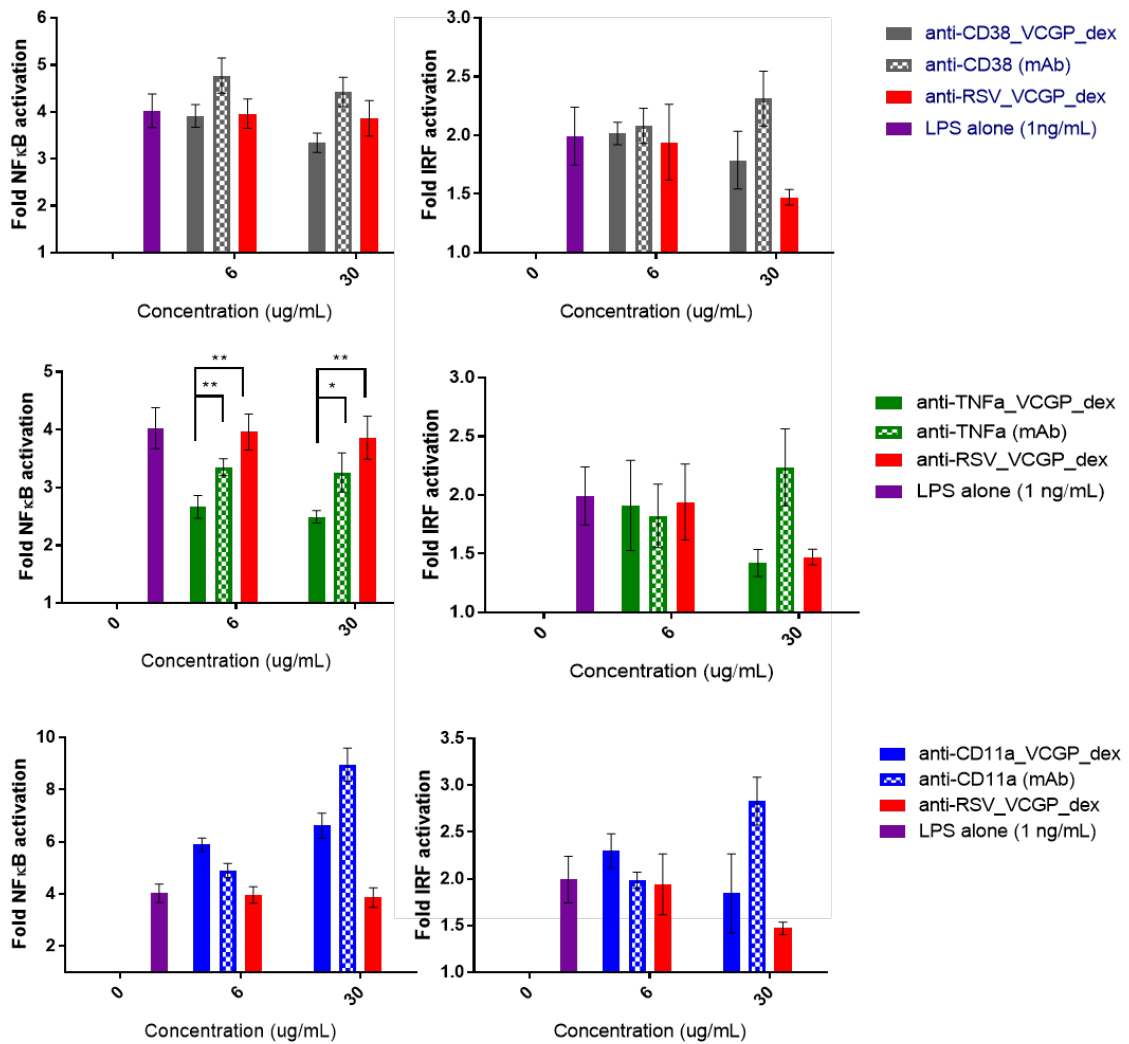 6
5
4
3
2
1
Fold NFκB activation
0
6
30
Concentration (ug/mL)
3.0
2.5
2.0
1.5
1.0
Fold IRF activation
0
6
30
Concentration (ug/mL)
anti-CD38_VCGP_dex
anti-CD38 (mAb)
anti-RSV_VCGP_dex
LPS alone (1ng/mL)
5
4
3
2
1
Fold NFκB activation
**
**
**
*
0
6
30
Concentration (ug/mL)
3.0
2.5
2.0
1.5
1.0
Fold IRF activation
0
6
30
Concentration (ug/mL)
anti-TNFa_VCGP_dex
anti-TNFa (mAb)
anti-RSV_VCGP_dex
LPS alone (1 ng/mL)
10
8
6
4
2
Fold NFκB activation
0
6
30
Concentration (ug/mL)
3.5
3.0
2.5
2.0
1.5
1.0
Fold IRF activation
0
6
30
Concentration (ug/mL)
anti-CD11a_VCGP_dex
anti-CD11a (mAb)
anti-RSV_VCGP_dex
LPS alone (1 ng/mL)